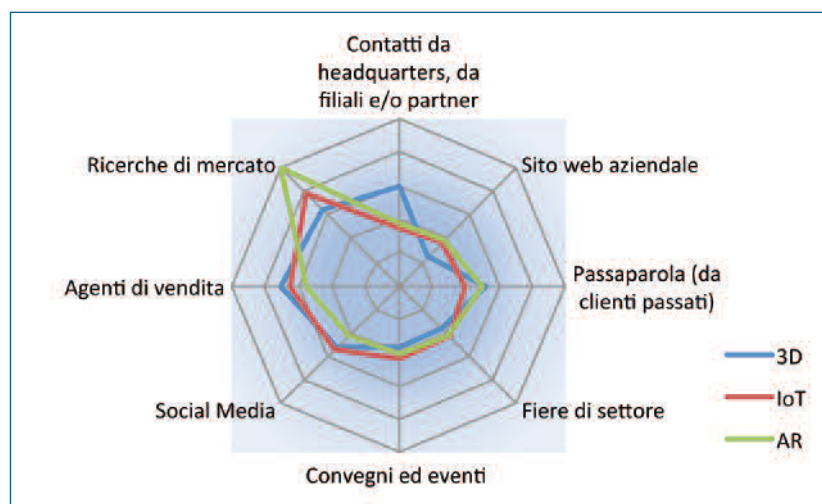 Contatti da
headquarters, da
filiali e/o partner
Ricerche di mercato
Sito web aziendale
Agenti di vendita
Passaparola (da
clienti passati)
Social Media
Fiere di settore
Convegni ed eventi
3D
IoT
AR